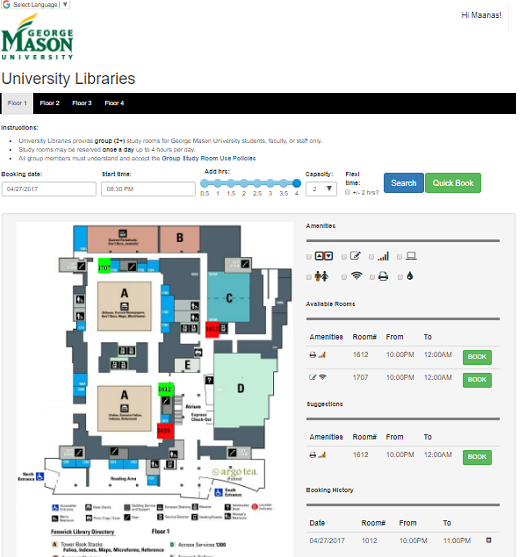 Select Language ▼
Hi Maanas!
GEORGE
MASON
UNIVERSITY
University Libraries
Floor 1 Floor 2 Floor 3 Floor 4
Instructions:
University Libraries provide group (2+) study rooms for George Mason University students, faculty, or staff only.
Study rooms may be reserved once a day up to 4 hours per day.
All group members must understand and accept the Group Study Room Use Policies
Booking date: Start time: Add hrs: Capacity: Flexi time:
04/27/2017 08:30 PM 0.5 1 1.5 2 2.5 3 3.5 4 2 +/- 2 hrs? Search Quick Book
Amenities
Available Rooms
Amenities Room# From To
1612 10:00PM 12:00AM BOOK
1707 10:00PM 12:00AM BOOK
Suggestions
Amenities Room# From To
1612 10:00PM 12:00AM BOOK
Booking History
Date Room# From To
04/27/2017 1012 10:00PM 11:00PM
B
A
1707
C
E
D
A
Atrium
Express
Check-Out
argo tea.
North
Entrance
Reading Area
South
Entrance
Fenwick Library Directory Floor 1
A Tower Book Stacks
Folios, Indexes, Maps, Microforms, Reference
D Access Services 1300